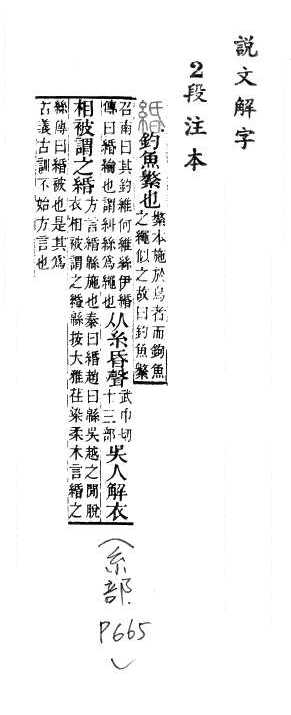 說文解字
2段注本
緍 釣魚繁也 繁本施於鳥者而鉤魚
之繩似之故曰釣魚繁
召南曰其釣維何維絲伊緍
傳曰緍綸也謂糾絲爲繩也 从糸昏聲 武巾切
十三部 吳人解衣
相被謂之緍 方言緍緜施也秦曰緍趙曰緜吳越之閒脫
衣相被謂之緍緜按大雅荏染柔木言緍之
絲傳曰緍被也是其爲
古義古訓不始方言也
(糸部 P665)